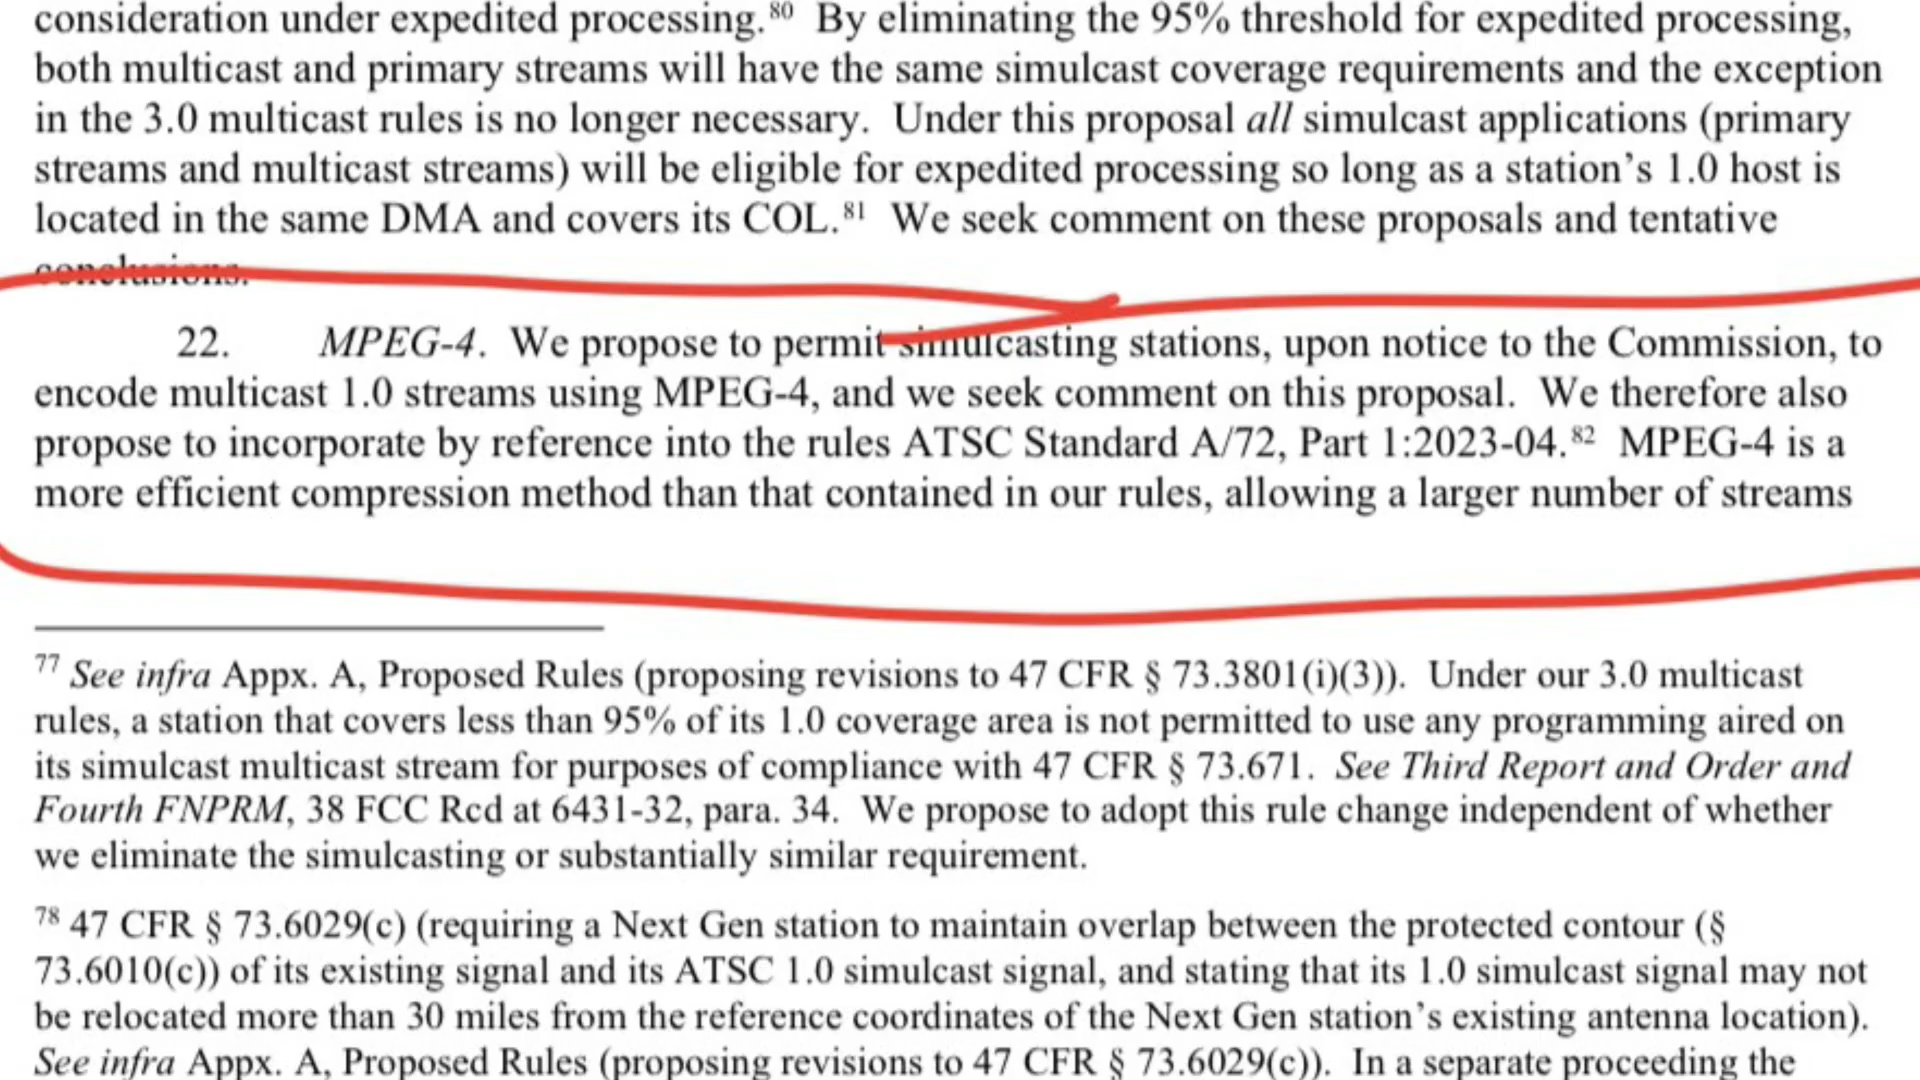 consideration under expedited processing.80 By eliminating the 95% threshold for expedited processing,
both multicast and primary streams will have the same simulcast coverage requirements and the exception
in the 3.0 multicast rules is no longer necessary. Under this proposal all simulcast applications (primary
streams and multicast streams) will be eligible for expedited processing so long as a station’s 1.0 host is
located in the same DMA and covers its COL.81 We seek comment on these proposals and tentative
conclusions.
22. MPEG-4. We propose to permit simulcasting stations, upon notice to the Commission, to
encode multicast 1.0 streams using MPEG-4, and we seek comment on this proposal. We therefore also
propose to incorporate by reference into the rules ATSC Standard A/72, Part 1:2023-04.82 MPEG-4 is a
more efficient compression method than that contained in our rules, allowing a larger number of streams
77 See infra Appx. A, Proposed Rules (proposing revisions to 47 CFR § 73.3801(i)(3)). Under our 3.0 multicast
rules, a station that covers less than 95% of its 1.0 coverage area is not permitted to use any programming aired on
its simulcast multicast stream for purposes of compliance with 47 CFR § 73.671. See Third Report and Order and
Fourth FNPRM, 38 FCC Rcd at 6431-32, para. 34. We propose to adopt this rule change independent of whether
we eliminate the simulcasting or substantially similar requirement.
78 47 CFR § 73.6029(c) (requiring a Next Gen station to maintain overlap between the protected contour (§
73.6010(c)) of its existing signal and its ATSC 1.0 simulcast signal, and stating that its 1.0 simulcast signal may not
be relocated more than 30 miles from the reference coordinates of the Next Gen station’s existing antenna location).
See infra Appx. A, Proposed Rules (proposing revisions to 47 CFR § 73.6029(c)). In a separate proceeding the